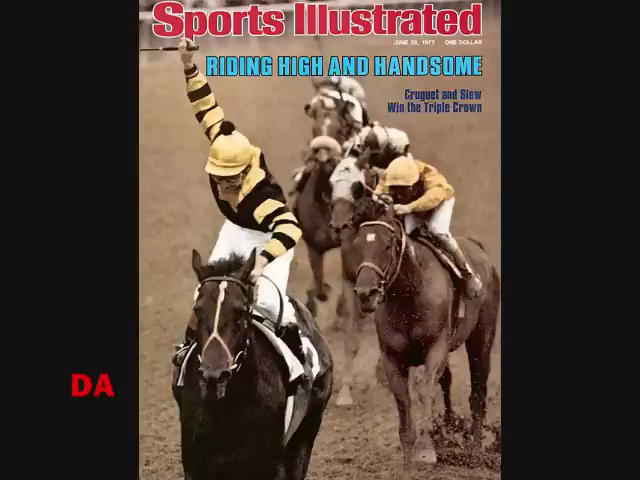 Sports Illustrated
JUNE 20, 1977 ONE DOLLAR
RIDING HIGH AND HANDSOME
Cruguet and Slew
Win the Triple Crown
DA